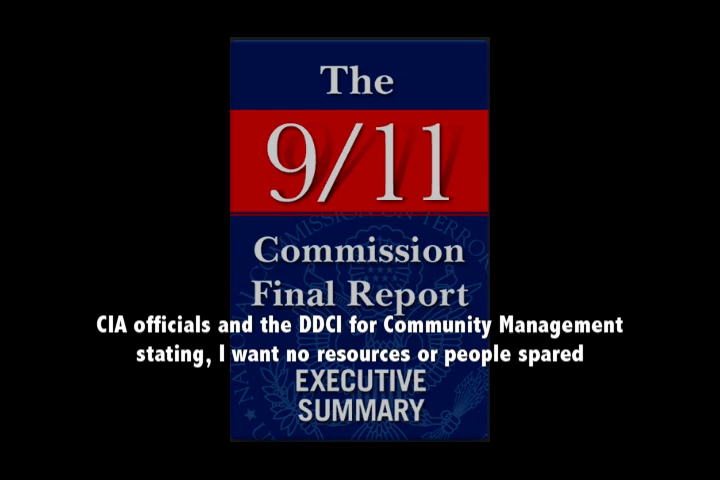 The
9/11
Commission
Final Report
CIA officials and the DDCI for Community Management
stating, I want no resources or people spared
EXECUTIVE
SUMMARY